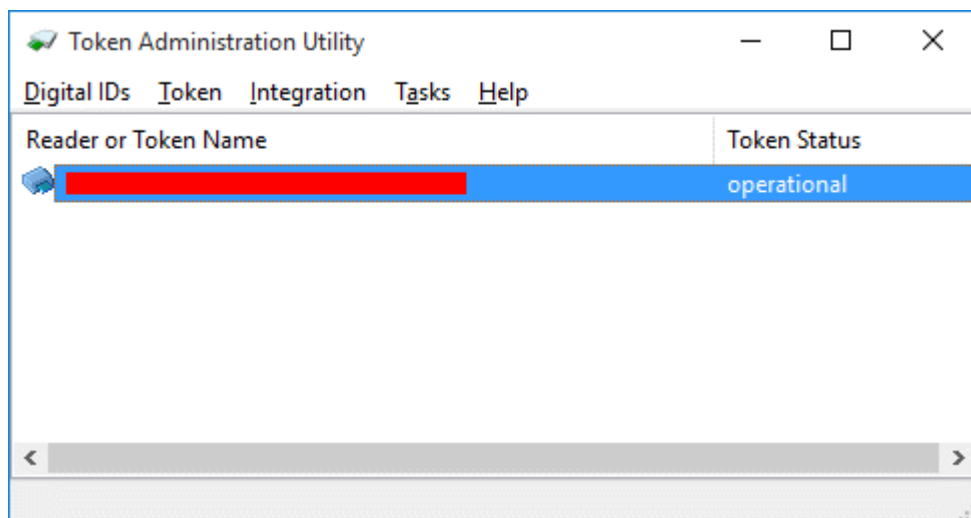 Token Administration Utility
Digital IDs Token Integration Tasks Help
Reader or Token Name Token Status
operational